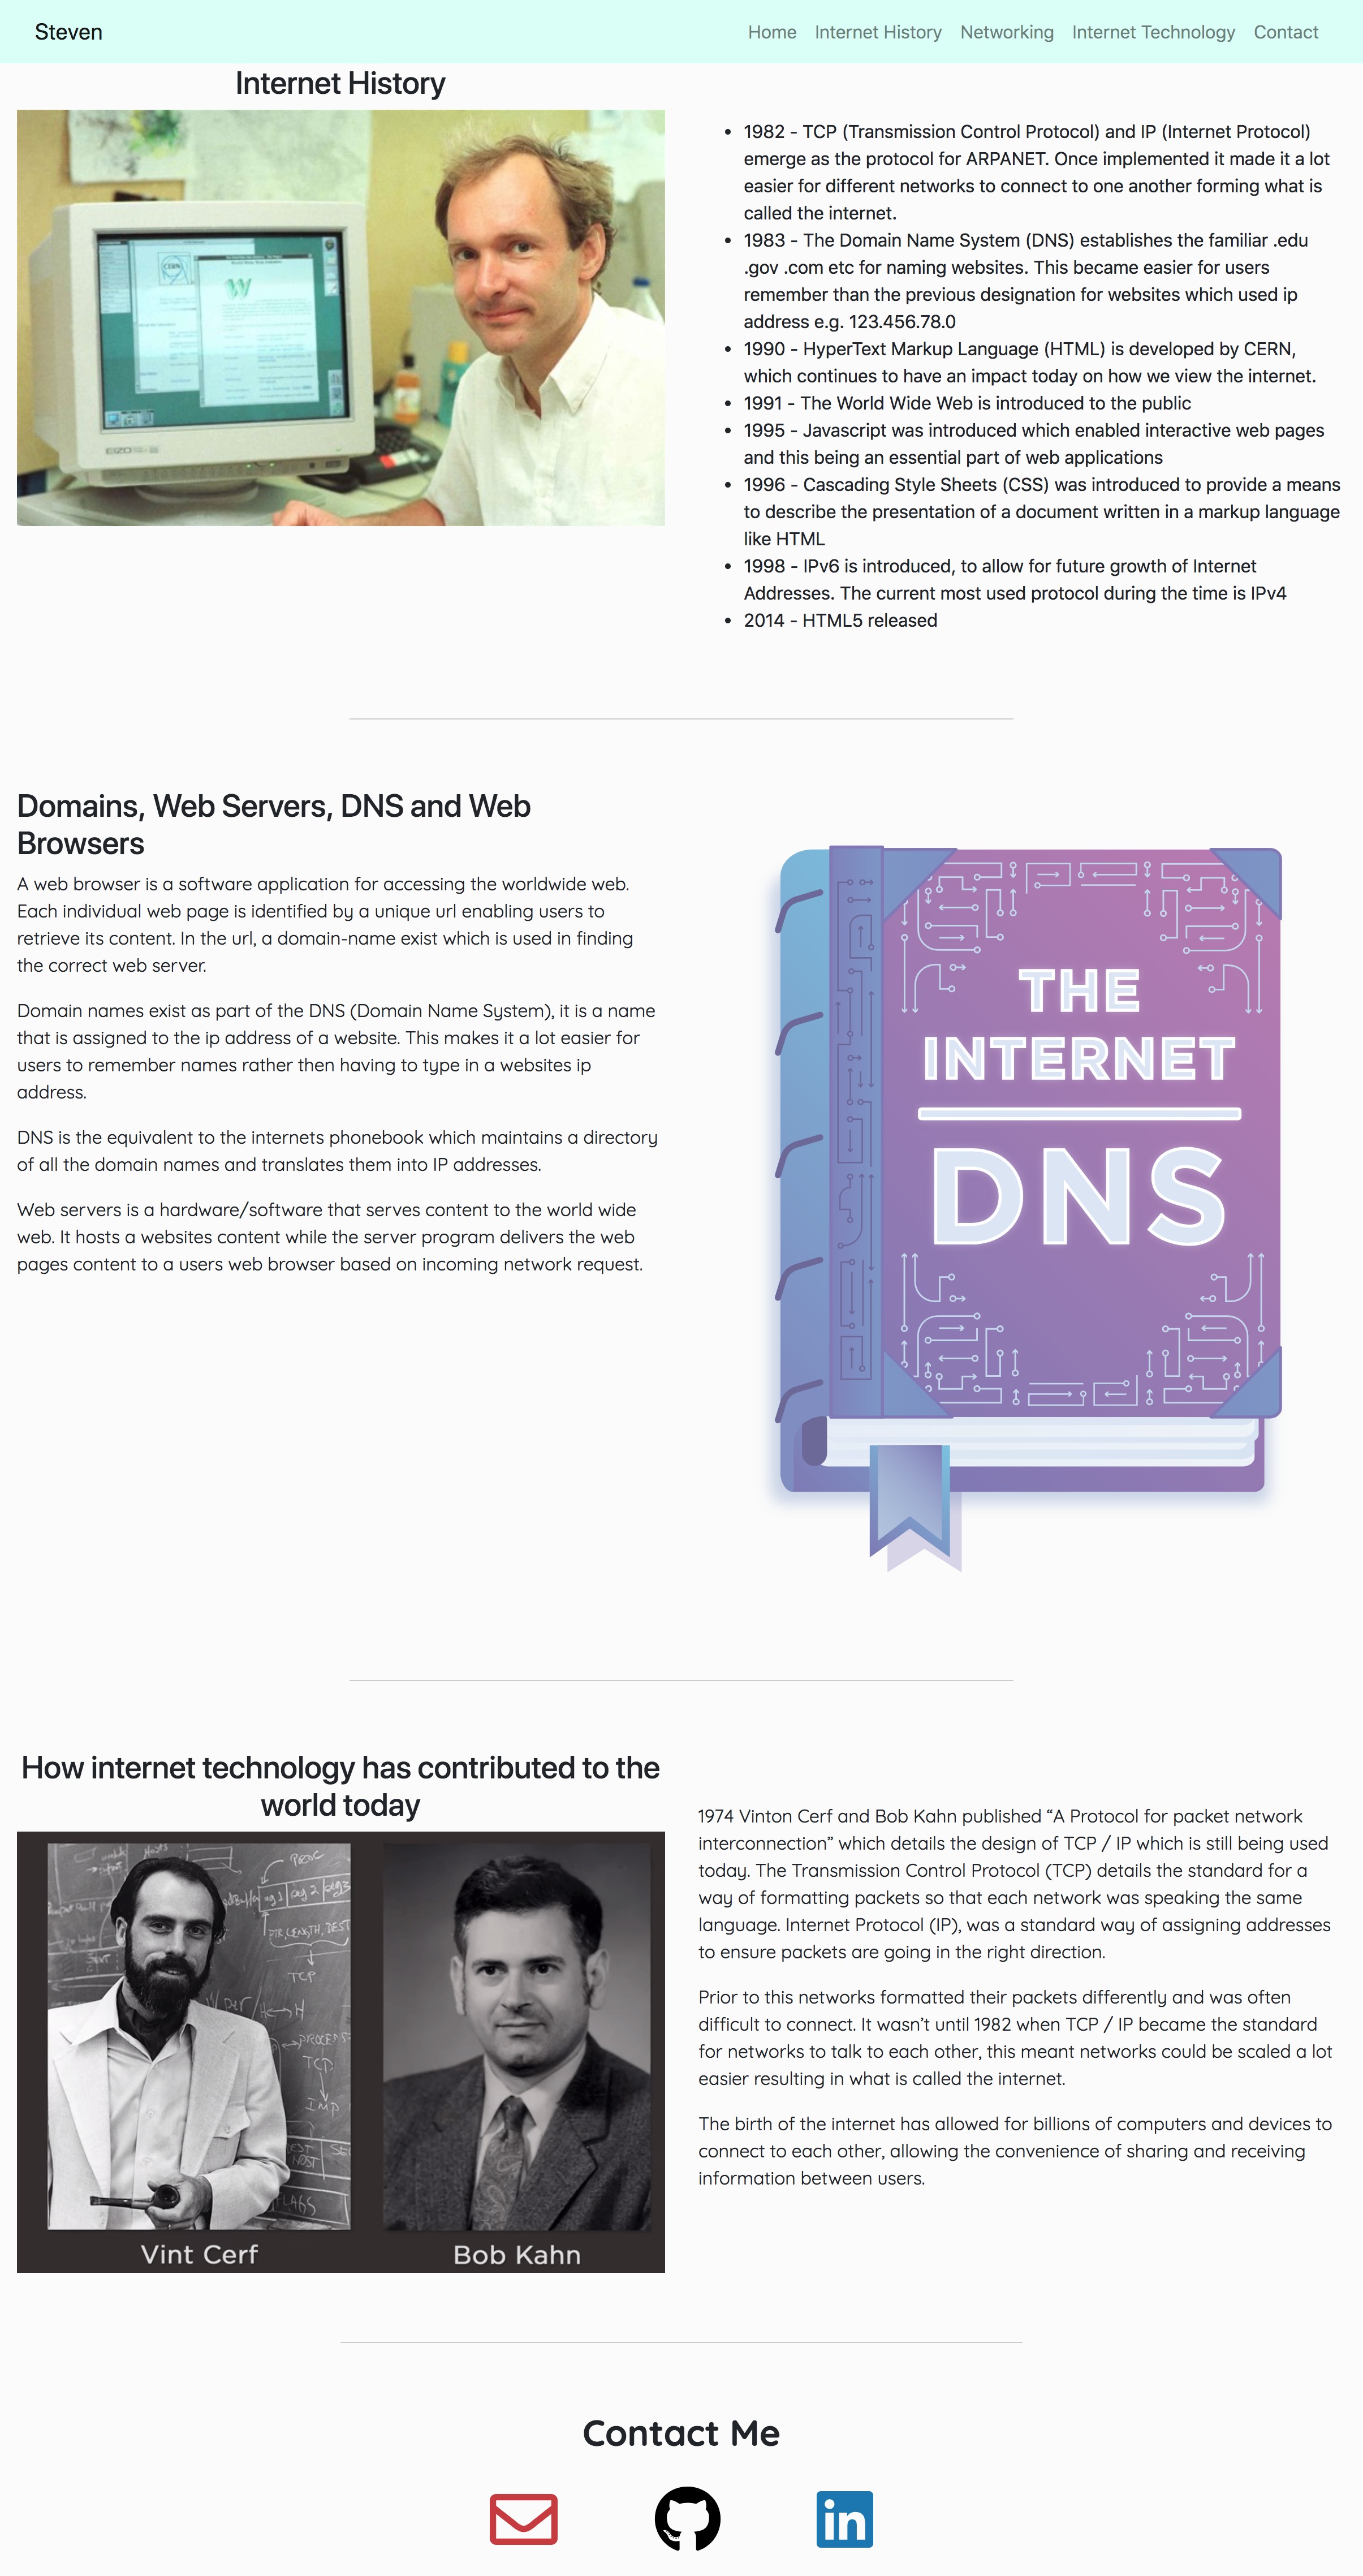 Steven
Home Internet History Networking Internet Technology Contact
Internet History
CERN
W
EIZO
1982 - TCP (Transmission Control Protocol) and IP (Internet Protocol)
emerge as the protocol for ARPANET. Once implemented it made it a lot
easier for different networks to connect to one another forming what is
called the internet.
1983 - The Domain Name System (DNS) establishes the familiar .edu
.gov .com etc for naming websites. This became easier for users
remember than the previous designation for websites which used ip
address e.g. 123.456.78.0
1990 - HyperText Markup Language (HTML) is developed by CERN,
which continues to have an impact today on how we view the internet.
1991 - The World Wide Web is introduced to the public
1995 - Javascript was introduced which enabled interactive web pages
and this being an essential part of web applications
1996 - Cascading Style Sheets (CSS) was introduced to provide a means
to describe the presentation of a document written in a markup language
like HTML
1998 - IPv6 is introduced, to allow for future growth of Internet
Addresses. The current most used protocol during the time is IPv4
2014 - HTML5 released
Domains, Web Servers, DNS and Web
Browsers
A web browser is a software application for accessing the worldwide web.
Each individual web page is identified by a unique url enabling users to
retrieve its content. In the url, a domain-name exist which is used in finding
the correct web server.
Domain names exist as part of the DNS (Domain Name System), it is a name
that is assigned to the ip address of a website. This makes it a lot easier for
users to remember names rather then having to type in a websites ip
address.
DNS is the equivalent to the internets phonebook which maintains a directory
of all the domain names and translates them into IP addresses.
Web servers is a hardware/software that serves content to the world wide
web. It hosts a websites content while the server program delivers the web
pages content to a users web browser based on incoming network request.
THE
INTERNET
DNS
How internet technology has contributed to the
world today
TCP
TCP
IMP
FLAGS
Vint Cerf
Bob Kahn
1974 Vinton Cerf and Bob Kahn published “A Protocol for packet network
interconnection” which details the design of TCP / IP which is still being used
today. The Transmission Control Protocol (TCP) details the standard for a
way of formatting packets so that each network was speaking the same
language. Internet Protocol (IP), was a standard way of assigning addresses
to ensure packets are going in the right direction.
Prior to this networks formatted their packets differently and was often
difficult to connect. It wasn’t until 1982 when TCP / IP became the standard
for networks to talk to each other, this meant networks could be scaled a lot
easier resulting in what is called the internet.
The birth of the internet has allowed for billions of computers and devices to
connect to each other, allowing the convenience of sharing and receiving
information between users.
Contact Me
in